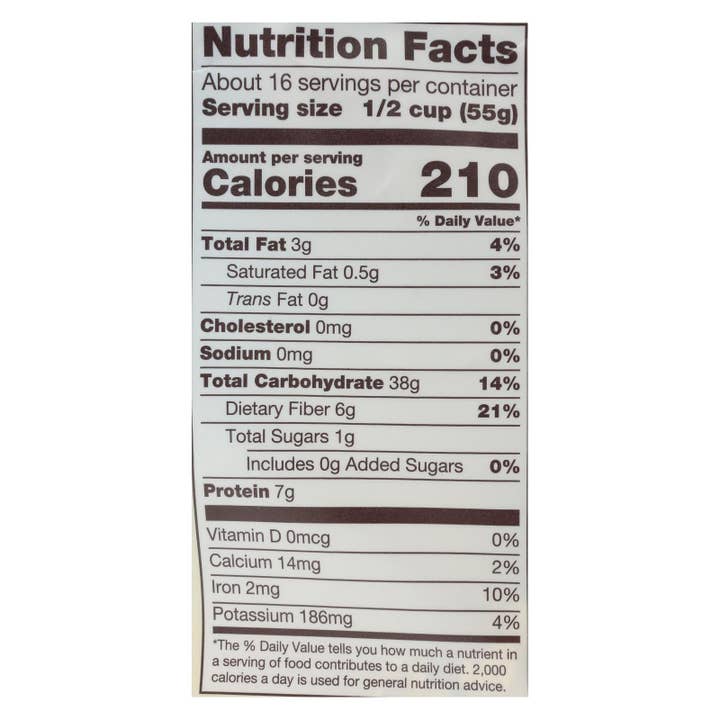 Nutrition Facts
About 16 servings per container
Serving size 1/2 cup (55g)
Amount per serving
Calories 210
% Daily Value*
Total Fat 3g 4%
Saturated Fat 0.5g 3%
Trans Fat 0g
Cholesterol 0mg 0%
Sodium 0mg 0%
Total Carbohydrate 38g 14%
Dietary Fiber 6g 21%
Total Sugars 1g
Includes 0g Added Sugars 0%
Protein 7g
Vitamin D 0mcg 0%
Calcium 14mg 2%
Iron 2mg 10%
Potassium 186mg 4%
*The % Daily Value tells you how much a nutrient in
a serving of food contributes to a daily diet. 2,000
calories a day is used for general nutrition advice.